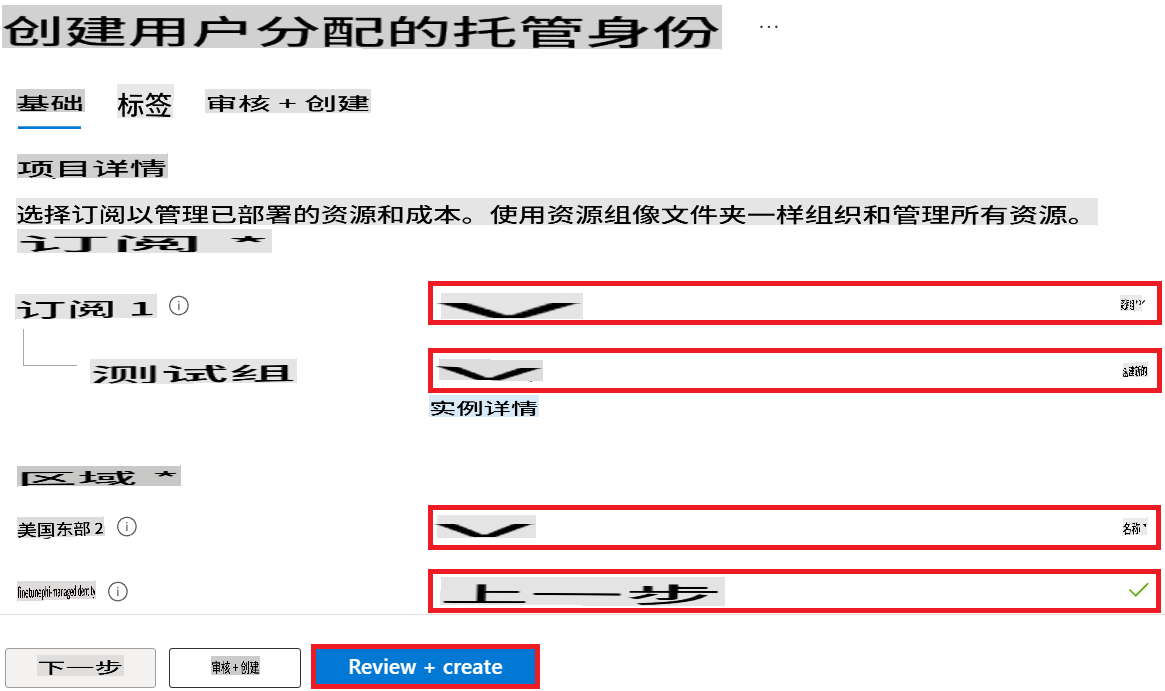 创建用户分配的托管身份 ...
基础 标签 审核 + 创建
项目详情
选择订阅以管理已部署的资源和成本。使用资源组像文件夹一样组织和管理所有资源。
订阅 *
订阅 1
测试组
实例详情
区域 *
美国东部 2 名称 *
finetunephi-managedidentity 上一步
下一步 审核 + 创建 Review + create